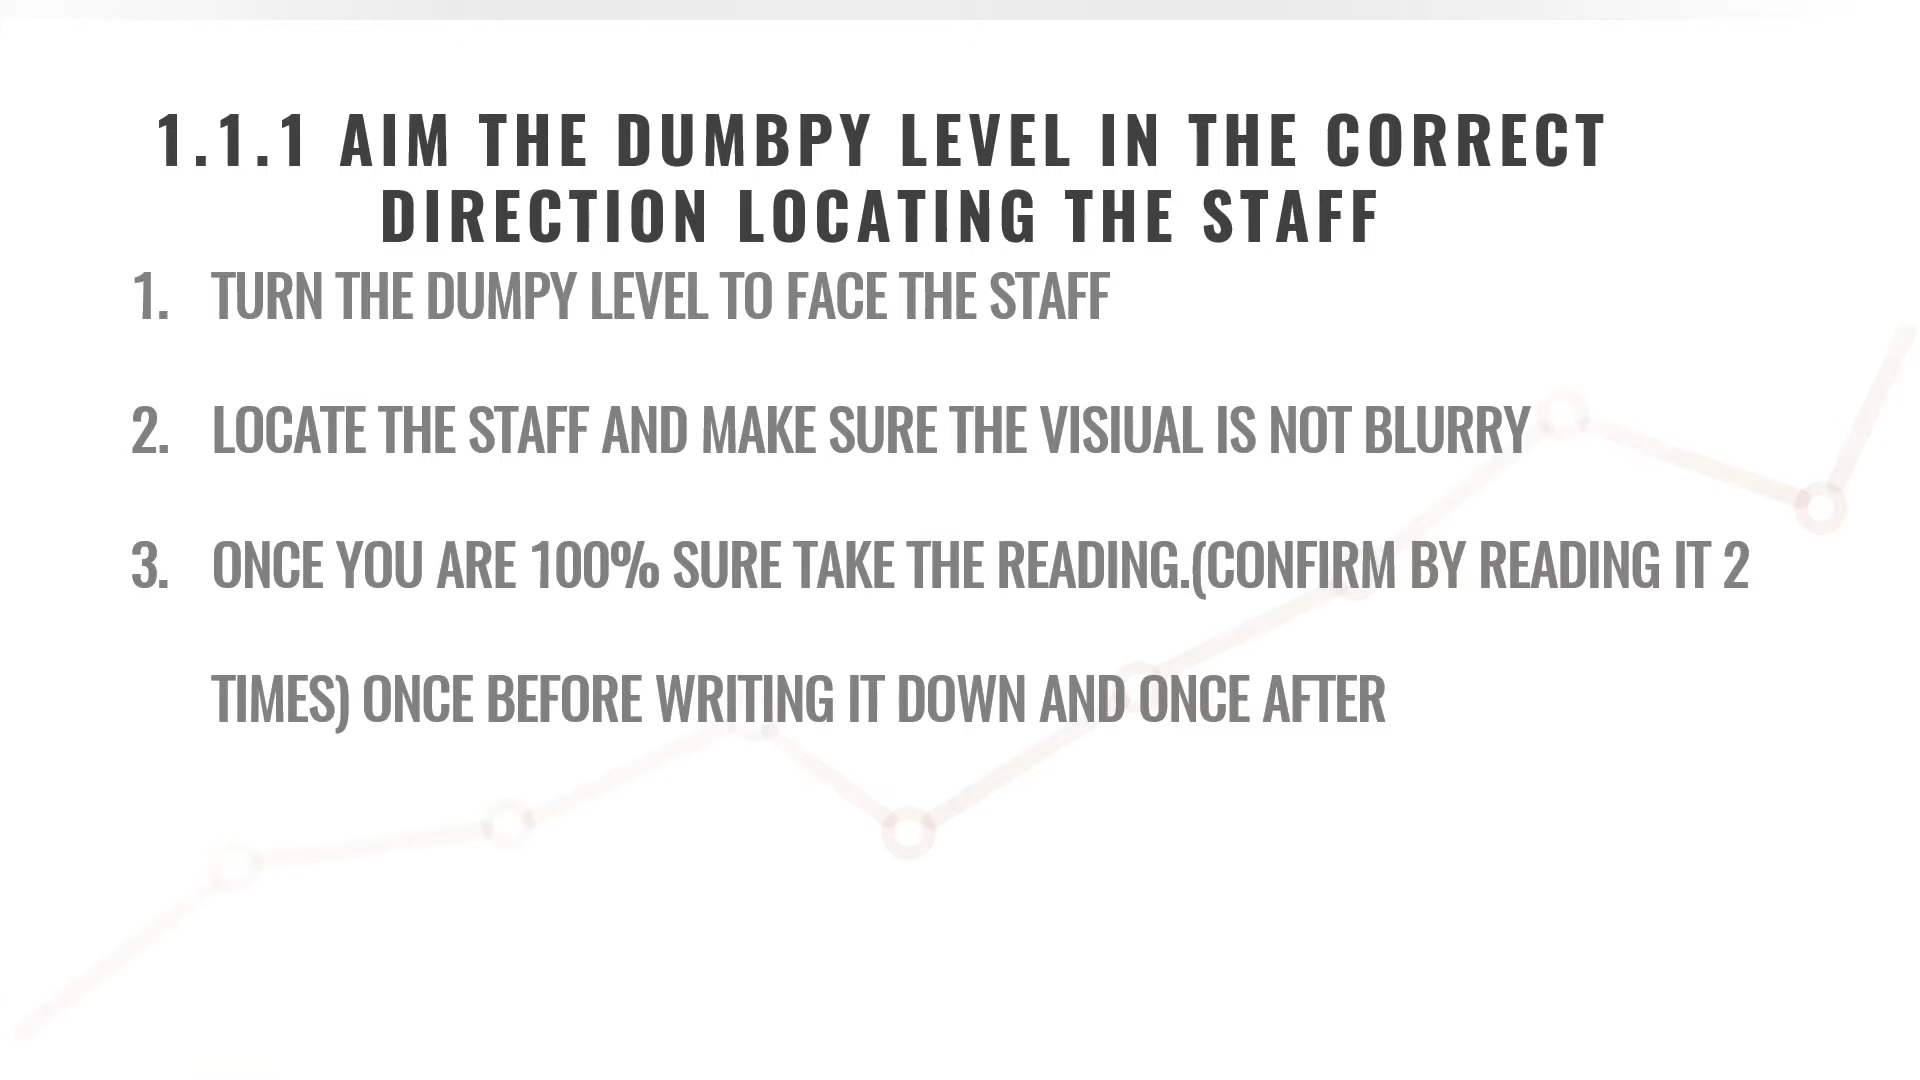 1.1.1 AIM THE DUMBPY LEVEL IN THE CORRECT
DIRECTION LOCATING THE STAFF
1. TURN THE DUMPY LEVEL TO FACE THE STAFF
2. LOCATE THE STAFF AND MAKE SURE THE VISIUAL IS NOT BLURRY
3. ONCE YOU ARE 100% SURE TAKE THE READING.(CONFIRM BY READING IT 2
TIMES) ONCE BEFORE WRITING IT DOWN AND ONCE AFTER